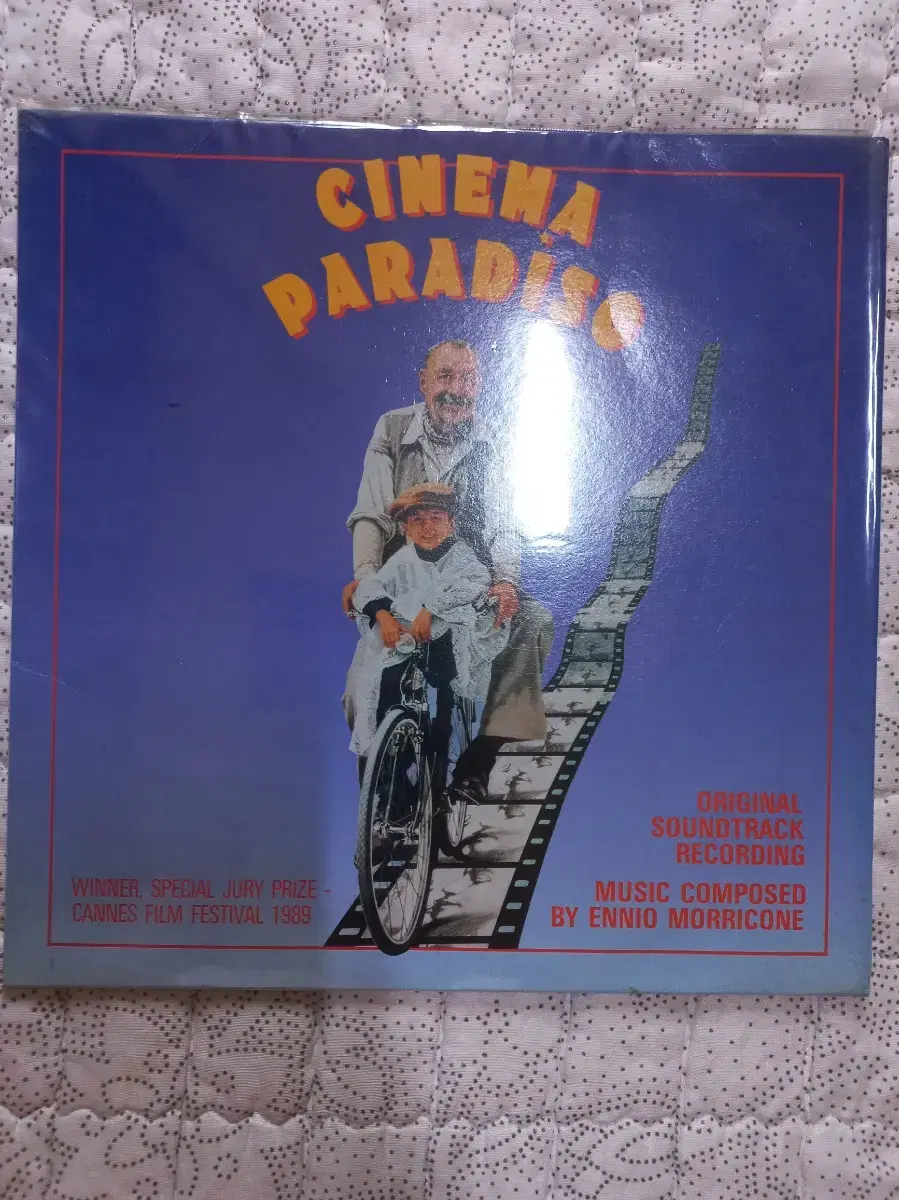 CINEMA
PARADISO
ORIGINAL
SOUNDTRACK
RECORDING
MUSIC COMPOSED
BY ENNIO MORRICONE
WINNER, SPECIAL JURY PRIZE -
CANNES FILM FESTIVAL 1989